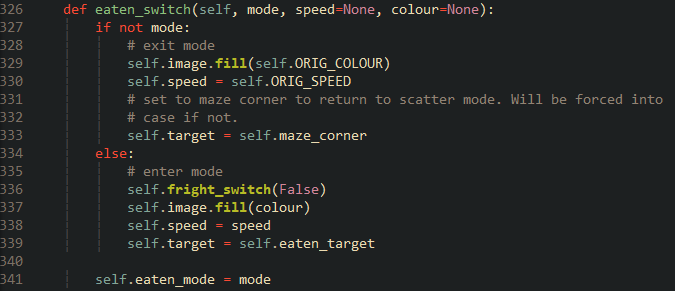 326     def eaten_switch(self, mode, speed=None, colour=None):
327         if not mode:
328             # exit mode
329             self.image.fill(self.ORIG_COLOUR)
330             self.speed = self.ORIG_SPEED
331             # set to maze corner to return to scatter mode. Will be forced into
332             # case if not.
333             self.target = self.maze_corner
334         else:
335             # enter mode
336             self.fright_switch(False)
337             self.image.fill(colour)
338             self.speed = speed
339             self.target = self.eaten_target
340
341         self.eaten_mode = mode